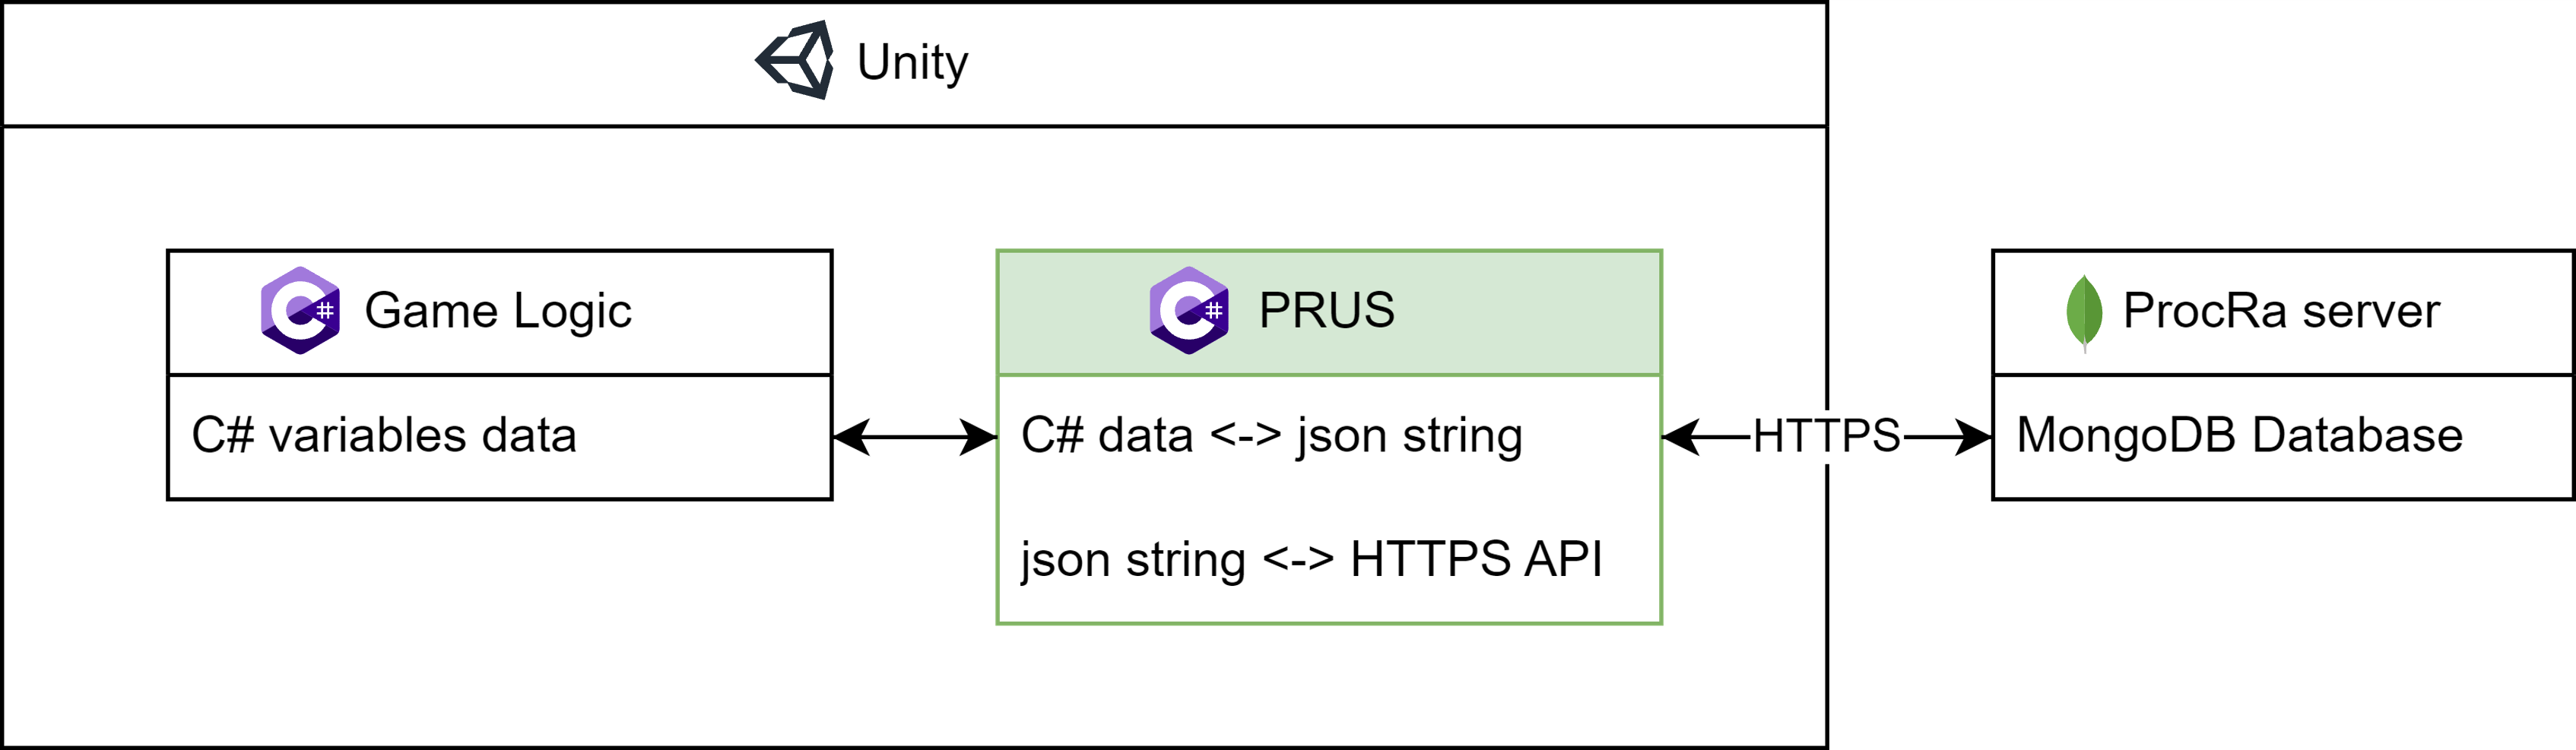 Unity
Game Logic
C# variables data
PRUS
C# data <-> json string
json string <-> HTTPS API
HTTPS
ProcRa server
MongoDB Database